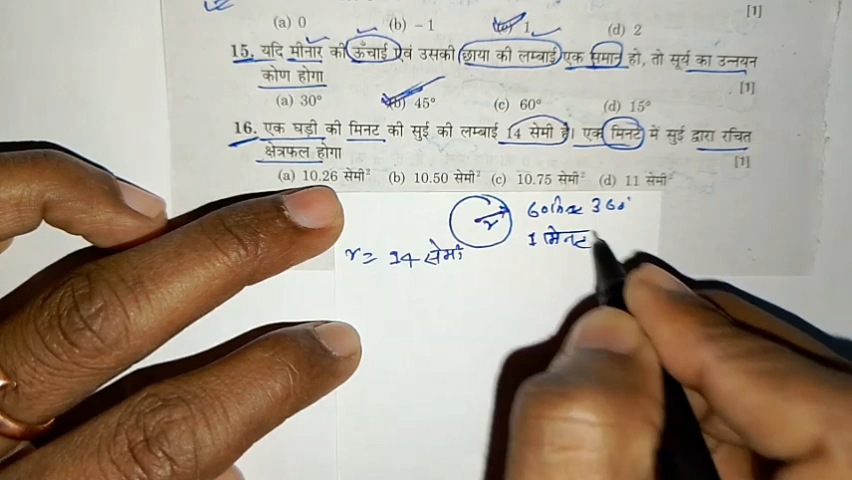 [1]
(a) 0 (b) - 1 (c) 1 (d) 2
15. यदि मीनार की ऊँचाई एवं उसकी छाया की लम्बाई एक समान हो, तो सूर्य का उन्नयन
कोण होगा [1]
(a) 30° (b) 45° (c) 60° (d) 15°
16. एक घड़ी की मिनट की सुई की लम्बाई 14 सेमी है। एक मिनट में सुई द्वारा रचित
क्षेत्रफल होगा [1]
(a) 10.26 सेमी² (b) 10.50 सेमी² (c) 10.75 सेमी² (d) 11 सेमी²
r 60मिनट 360°
1 मिनट
r = 14 सेमी